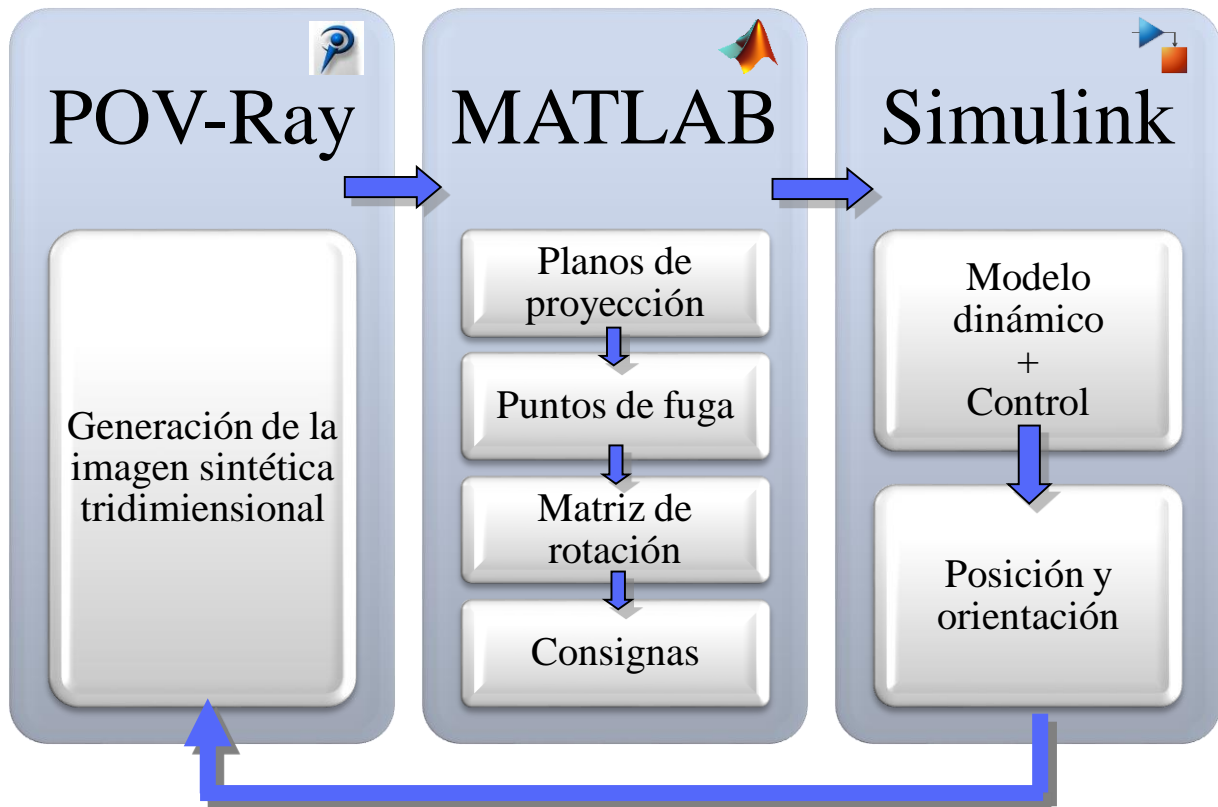 POV-Ray
Generación de la
imagen sintética
tridimiensional
MATLAB
Planos de
proyección
Puntos de fuga
Matriz de
rotación
Consignas
Simulink
Modelo
dinámico
+
Control
Posición y
orientación